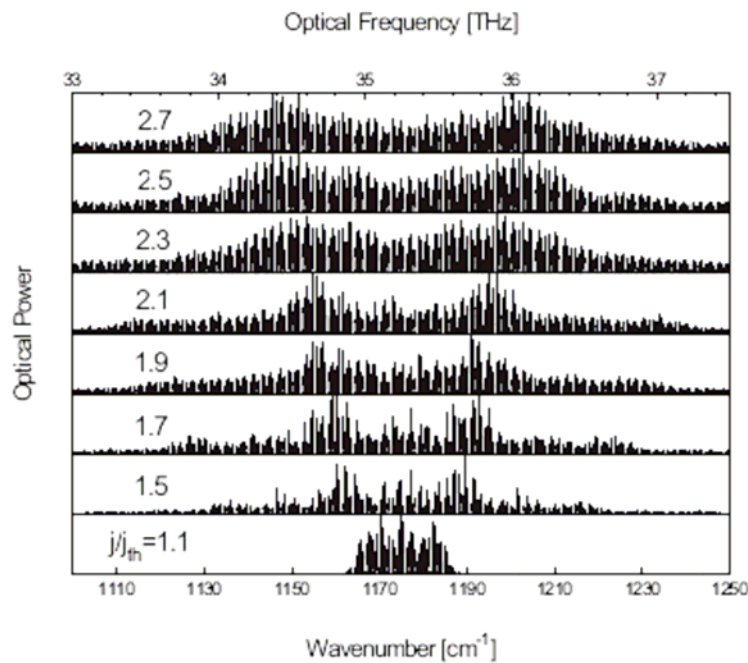 Optical Frequency [THz]
33 34 35 36 37
2.7
2.5
2.3
2.1
1.9
1.7
1.5
j/jth=1.1
Optical Power
1110 1130 1150 1170 1190 1210 1230 1250
Wavenumber [cm-1]